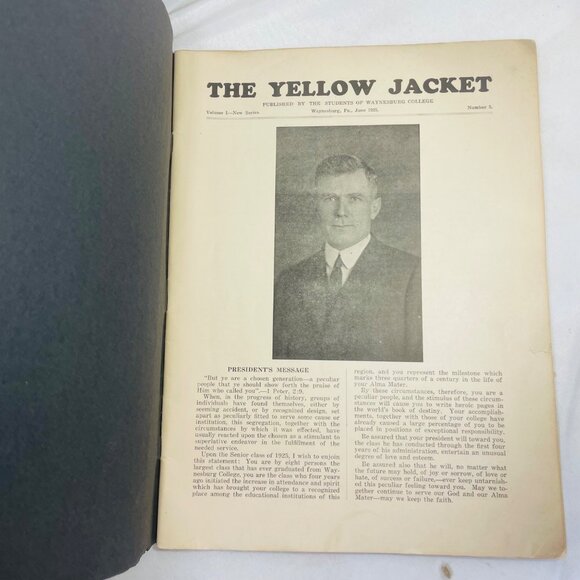 THE YELLOW JACKET
PUBLISHED BY THE STUDENTS OF WAYNESBURG COLLEGE
Volume 1—New Series
Waynesburg, Pa., June 1925.
Number 5.
PRESIDENT'S MESSAGE
"But ye are a chosen generation—a peculiar
people that ye should show forth the praise of
Him who called you".—I Peter, 2:9.
When, in the progress of history, groups of
individuals have found themselves, either by
seeming accident, or by recognized design, set
apart as peculiarly fitted to serve some cause or
institution, this segregation, together with the
circumstances by which it was effected, have
usually reacted upon the chosen as a stimulant to
superlative endeavor in the fulfillment of the
needed service.
Upon the Senior class of 1925, I wish to enjoin
this statement: You are by eight persons the
largest class that has ever graduated from Way-
nesburg College, you are the class who four years
ago initiated the increase in attendance and spirit
which has brought your college to a recognized
place among the educational institutions of this
region, and you represent the milestone which
marks three quarters of a century in the life of
your Alma Mater.
By these circumstances, therefore, you are a
peculiar people, and the stimulus of these circum-
stances will cause you to write heroic pages in
the world's book of destiny. Your accomplish-
ments, together with those of your college have
already caused a large percentage of you to be
placed in positions of exceptional responsibility.
Be assured that your president will toward you,
the class he has conducted through the first four
years of his administration, entertain an unusual
degree of love and esteem.
Be assured also that he will, no matter what
the future may hold, of joy or sorrow, of love or
hate, of success or failure,—ever keep untarnish-
ed this peculiar feeling toward you. May we to-
gether continue to serve our God and our Alma
Mater—may we keep the faith.